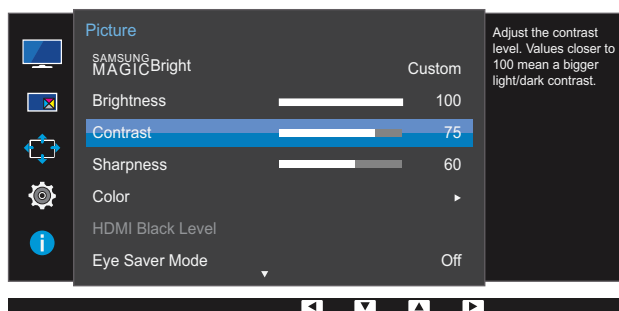 Picture
SAMSUNG
MAGICBright Custom
Brightness 100
Contrast 75
Sharpness 60
Color
HDMI Black Level
Eye Saver Mode Off
Adjust the contrast
level. Values closer to
100 mean a bigger
light/dark contrast.